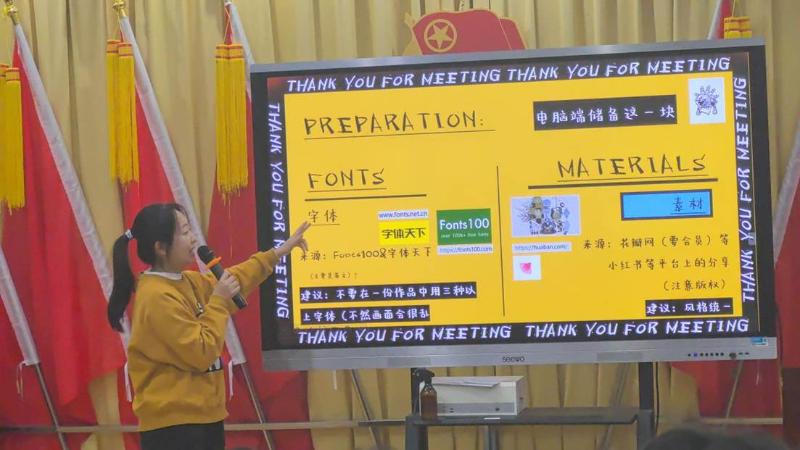 THANK YOU FOR MEETING THANK YOU FOR MEETING
THANK YOU FOR MEETING
THANK YOU FOR MEETING
PREPARATION:
电脑端储备这一块
FONTS
字体
www.fonts.net.cn
字体天下
Fonts100
https://fonts100.com
来源：Fonts100及字体天下
建议：不要在一份作品中用三种以
上字体（不然画面会很乱
MATERIALS
素材
https://huaban.com/
来源：花瓣网（要会员）等
小红书等平台上的分享
（注意版权）
建议：风格统一
THANK YOU FOR MEETING THANK YOU FOR MEETING
seewo